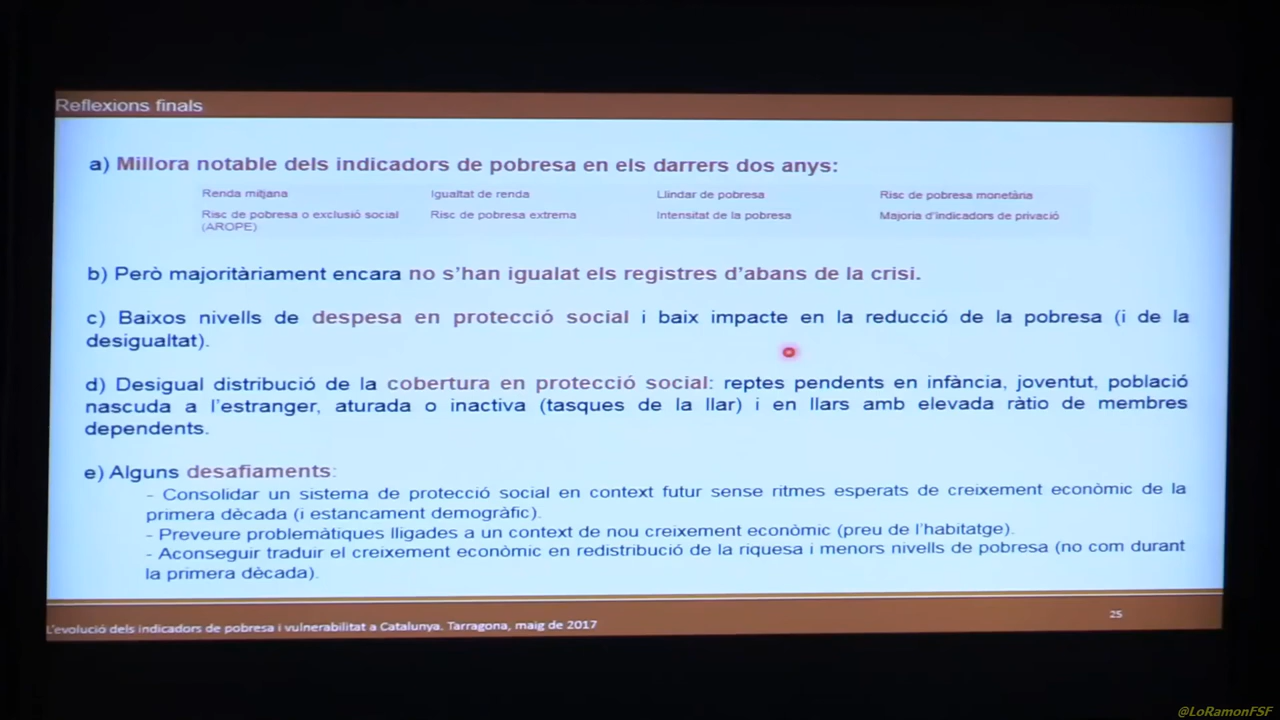 Reflexions finals
a) Millora notable dels indicadors de pobresa en els darrers dos anys:
Renda mitjana Igualtat de renda Llindar de pobresa Risc de pobresa monetària
Risc de pobresa o exclusió social Risc de pobresa extrema Intensitat de la pobresa Majoria d'indicadors de privació
(AROPE)
b) Però majoritàriament encara no s'han igualat els registres d'abans de la crisi.
c) Baixos nivells de despesa en protecció social i baix impacte en la reducció de la pobresa (i de la
desigualtat).
d) Desigual distribució de la cobertura en protecció social: reptes pendents en infància, joventut, població
nascuda a l'estranger, aturada o inactiva (tasques de la llar) i en llars amb elevada ràtio de membres
dependents.
e) Alguns desafiaments:
- Consolidar un sistema de protecció social en context futur sense ritmes esperats de creixement econòmic de la
primera dècada (i estancament demogràfic).
- Preveure problemàtiques lligades a un context de nou creixement econòmic (preu de l'habitatge).
- Aconseguir traduir el creixement econòmic en redistribució de la riquesa i menors nivells de pobresa (no com durant
la primera dècada).
25
L'evolució dels indicadors de pobresa i vulnerabilitat a Catalunya. Tarragona, maig de 2017
@LoRamonFSF